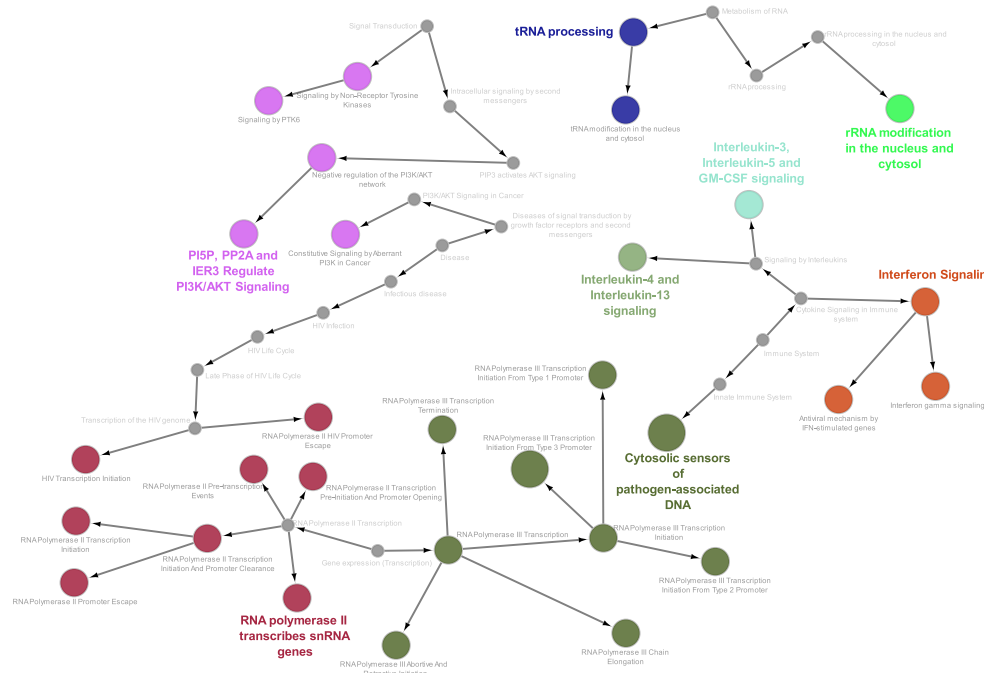 Signal Transduction
tRNA processing
Metabolism of RNA
rRNA processing in the nucleus and
cytosol
rRNA processing
Signaling by Non-Receptor Tyrosine
Kinases
Signaling by PTK6
Intracellular signaling by second
messengers
tRNA modification in the nucleus
and cytosol
rRNA modification
in the nucleus and
cytosol
Interleukin-3,
Interleukin-5 and
GM-CSF signaling
Negative regulation of the PI3K/AKT
network
PIP3 activates AKT signaling
PI3K/AKT Signaling in Cancer
Diseases of signal transduction by
growth factor receptors and second
messengers
PI5P, PP2A and
IER3 Regulate
PI3K/AKT Signaling
Constitutive Signaling by Aberrant
PI3K in Cancer
Disease
Signaling by Interleukins
Interleukin-4 and
Interleukin-13
signaling
Interferon Signalin
Infectious disease
Cytokine Signaling in Immune
system
HIV Infection
HIV Life Cycle
Immune System
Late Phase of HIV Life Cycle
RNA Polymerase III Transcription
Initiation From Type 1 Promoter
Innate Immune System
Interferon gamma signaling
Antiviral mechanism by
IFN-stimulated genes
RNA Polymerase III Transcription
Termination
Transcription of the HIV genome
RNA Polymerase II HIV Promoter
Escape
RNA Polymerase III Transcription
Initiation From Type 3 Promoter
Cytosolic sensors
of
pathogen-associated
DNA
HIV Transcription Initiation
RNA Polymerase II Pre-transcription
Events
RNA Polymerase II Transcription
Pre-Initiation And Promoter Opening
RNA Polymerase II Transcription
RNA Polymerase II Transcription
Initiation
RNA Polymerase III Transcription
RNA Polymerase III Transcription
Initiation
RNA Polymerase II Transcription
Initiation And Promoter Clearance
Gene expression (Transcription)
RNA Polymerase III Transcription
Initiation From Type 2 Promoter
RNA Polymerase II Promoter Escape
RNA polymerase II
transcribes snRNA
genes
RNA Polymerase III Abortive And
Retractive Initiation
RNA Polymerase III Chain
Elongation